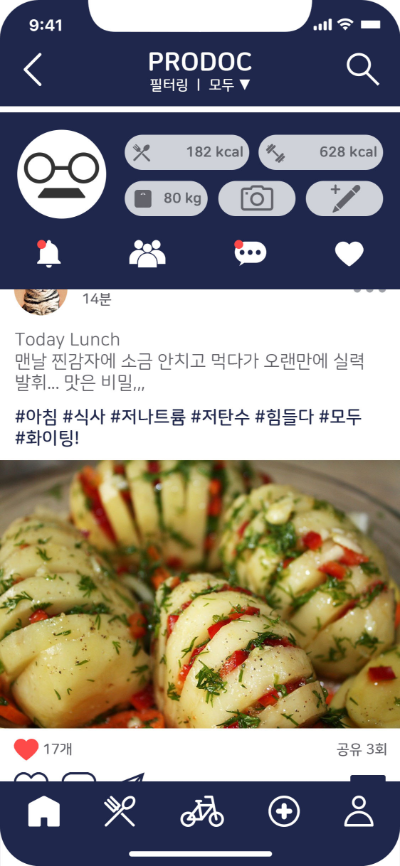 9:41
PRODOC
필터링 | 모두 ▼
182 kcal
628 kcal
80 kg
14분
Today Lunch
맨날 찐감자에 소금 안치고 먹다가 오랜만에 실력
발휘... 맛은 비밀,,,
#아침 #식사 #저나트륨 #저탄수 #힘들다 #모두
#화이팅!
17개
공유 3회